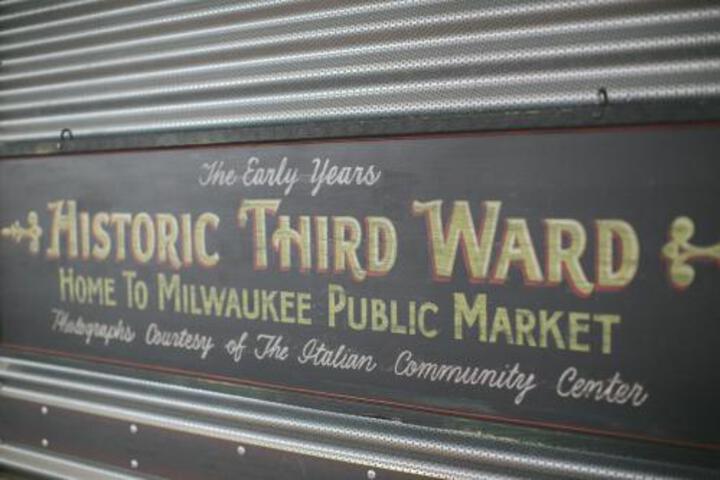 The Early Years
HISTORIC THIRD WARD
HOME TO MILWAUKEE PUBLIC MARKET
Photographs Courtesy of The Italian Community Center